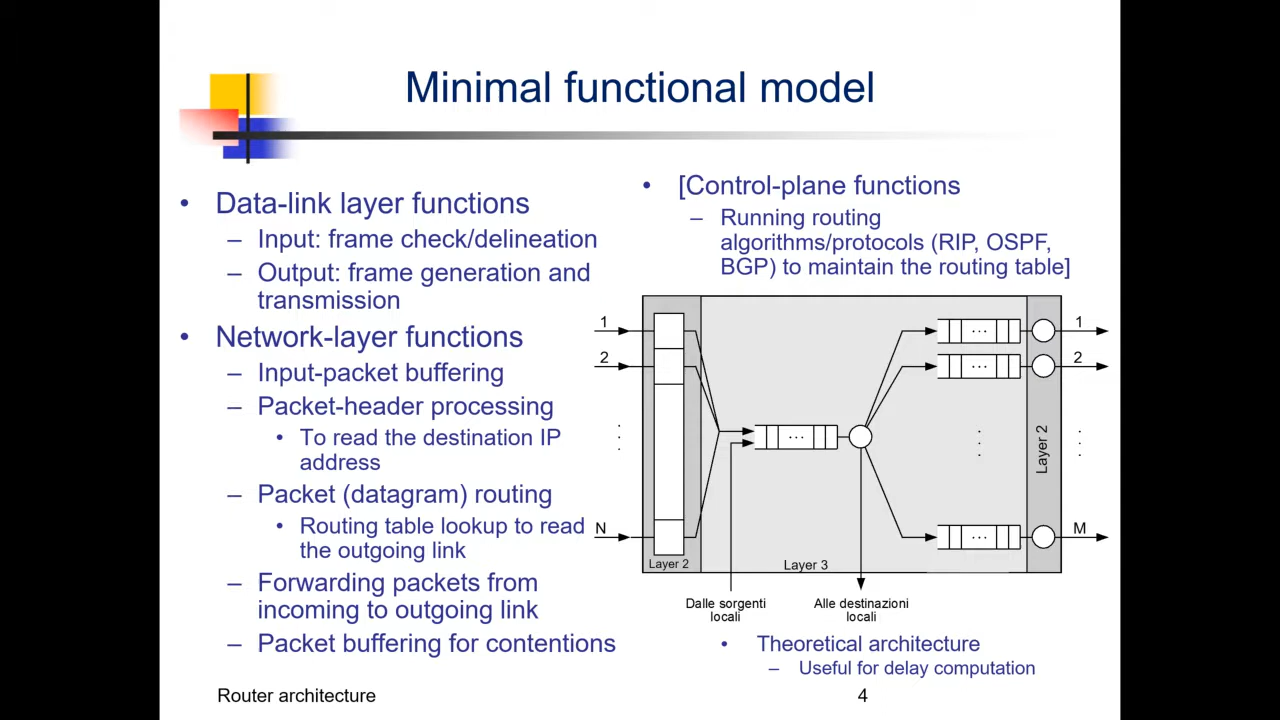 Minimal functional model
• Data-link layer functions
– Input: frame check/delineation
– Output: frame generation and
transmission
• Network-layer functions
– Input-packet buffering
– Packet-header processing
• To read the destination IP
address
– Packet (datagram) routing
• Routing table lookup to read
the outgoing link
– Forwarding packets from
incoming to outgoing link
– Packet buffering for contentions
• [Control-plane functions
– Running routing
algorithms/protocols (RIP, OSPF,
BGP) to maintain the routing table]
1
2
N
Layer 2
Layer 3
Layer 2
1
2
M
Dalle sorgenti
locali
Alle destinazioni
locali
• Theoretical architecture
– Useful for delay computation
Router architecture
4